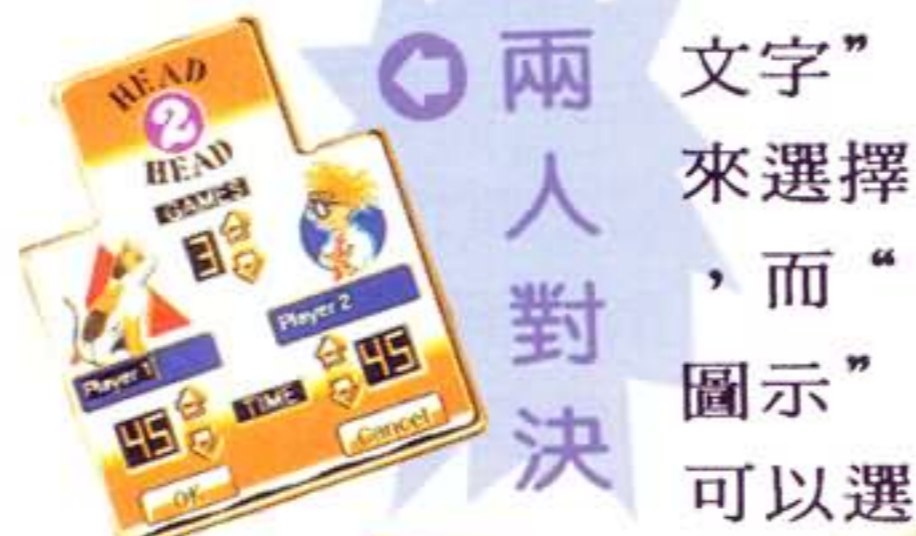 HEAD
2
HEAD
GAMES
3
Player 1
Player 2
45
TIME
45
OK
Cancel
兩人對決
文字”
來選擇
，而“
圖示”
可以選